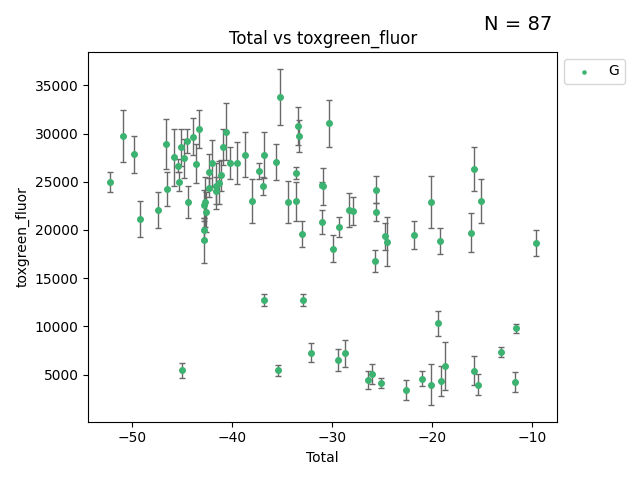 N = 87
Total vs toxgreen_fluor
G
35000
30000
25000
20000
15000
10000
5000
toxgreen_fluor
−50 −40 −30 −20 −10
Total